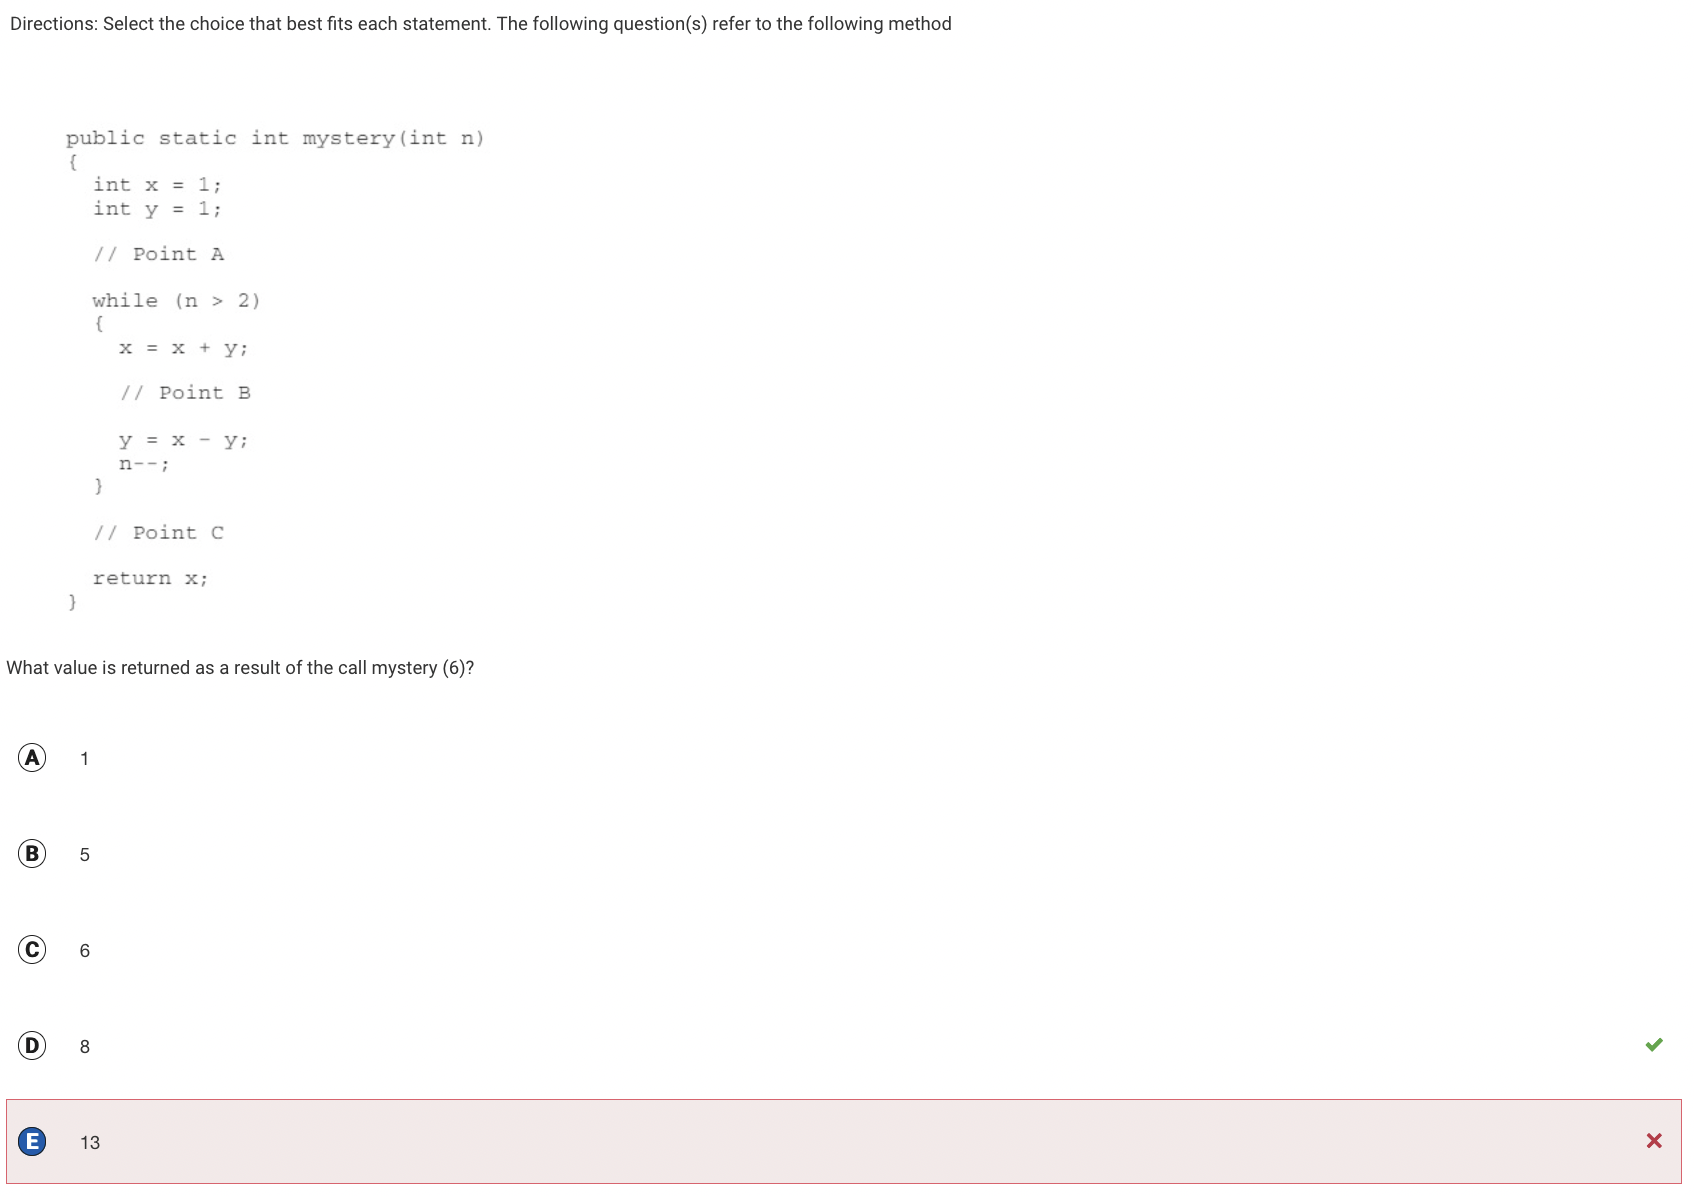 Directions: Select the choice that best fits each statement. The following question(s) refer to the following method
public static int mystery(int n)
{
int x = 1;
int y = 1;
// Point A
while (n > 2)
{
x = x + y;
// Point B
y = x - y;
n--;
}
// Point C
return x;
}
What value is returned as a result of the call mystery (6)?
A 1
B 5
C 6
D 8
E 13